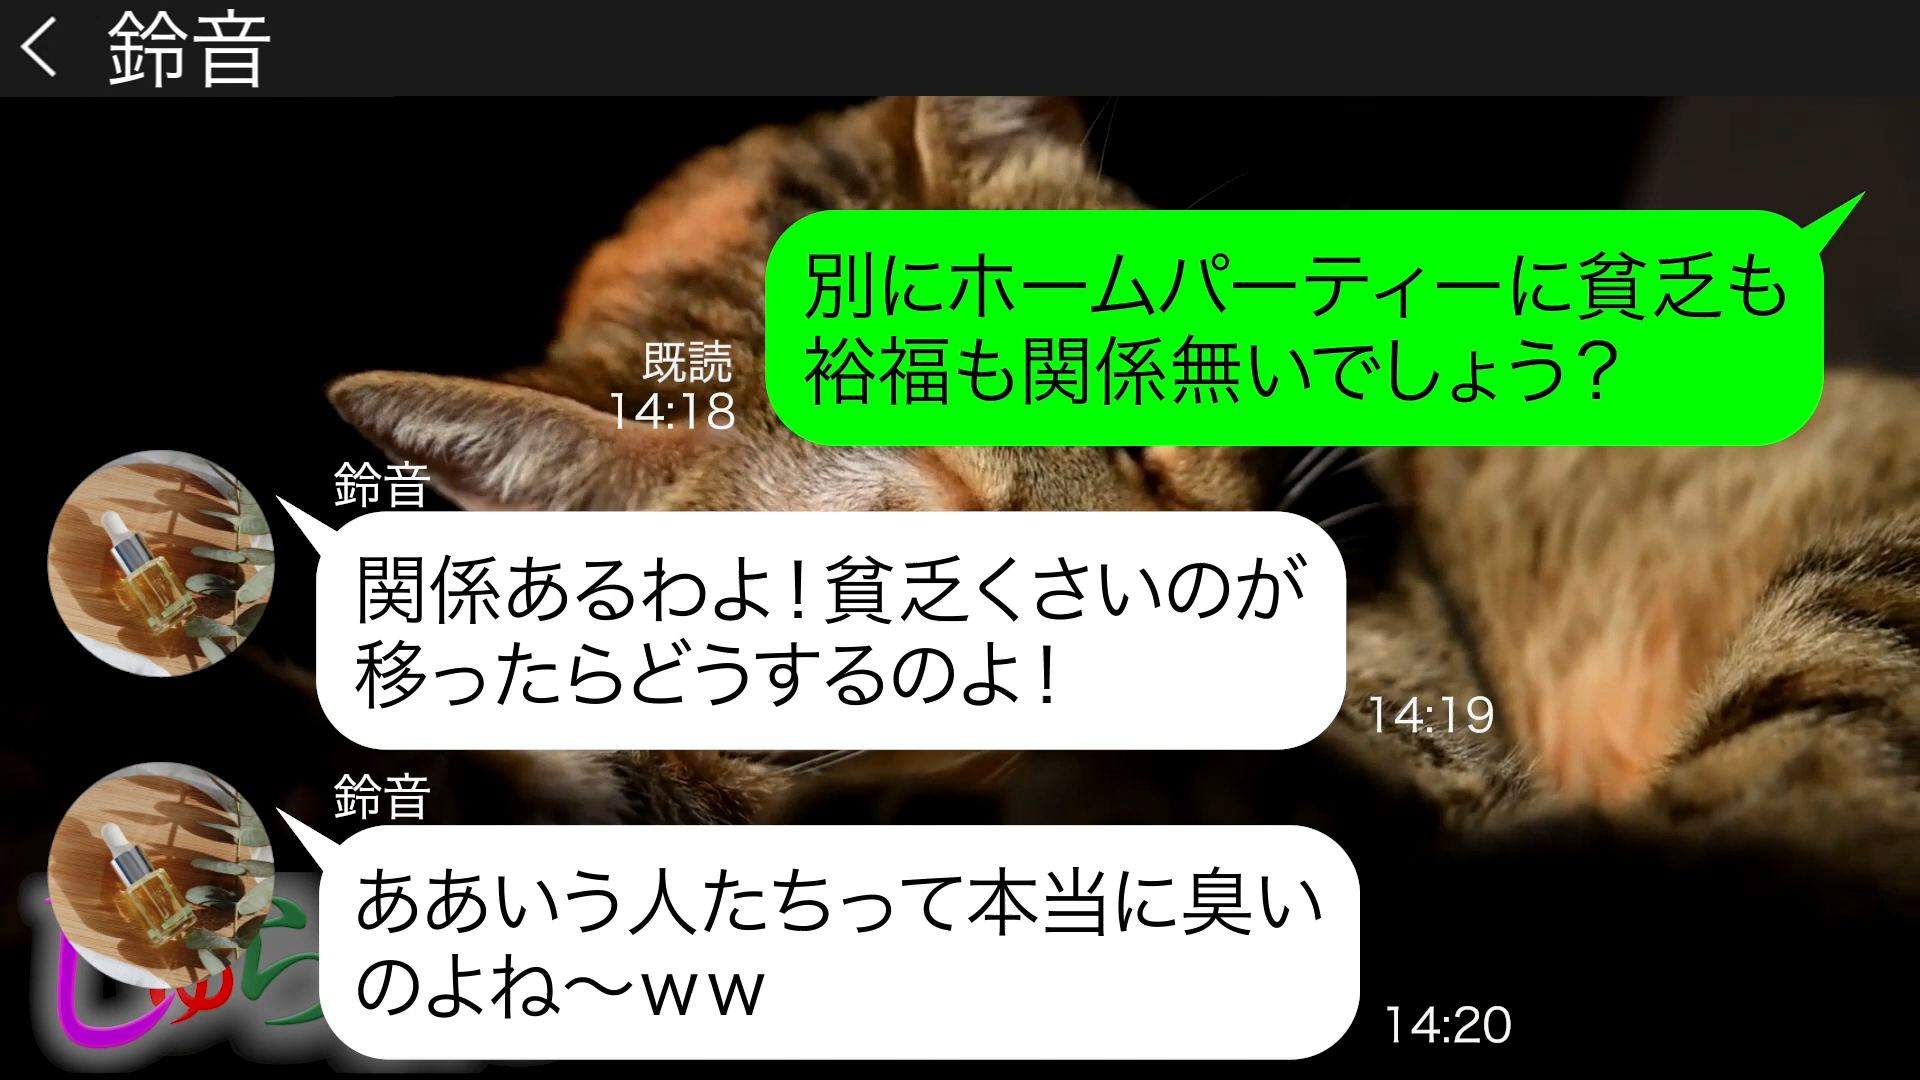 鈴音
別にホームパーティーに貧乏も
裕福も関係無いでしょう?
既読
14:18
鈴音
関係あるわよ!貧乏くさいのが
移ったらどうするのよ!
14:19
鈴音
ああいう人たちって本当に臭い
のよね〜ww
14:20